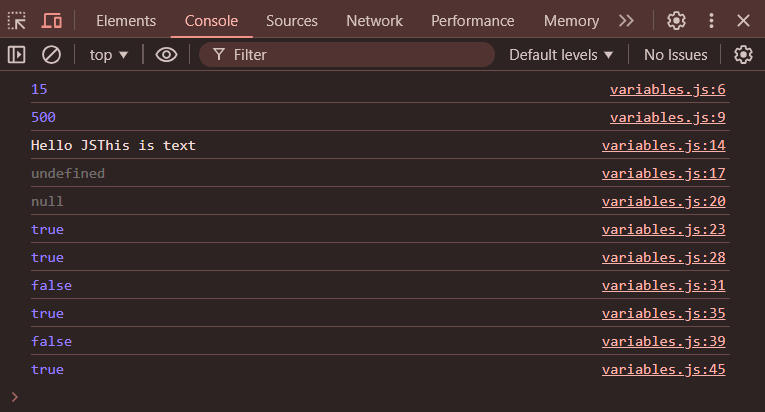 Elements Console Sources Network Performance Memory
top Filter Default levels No Issues
15 variables.js:6
500 variables.js:9
Hello JSThis is text variables.js:14
undefined variables.js:17
null variables.js:20
true variables.js:23
true variables.js:28
false variables.js:31
true variables.js:35
false variables.js:39
true variables.js:45